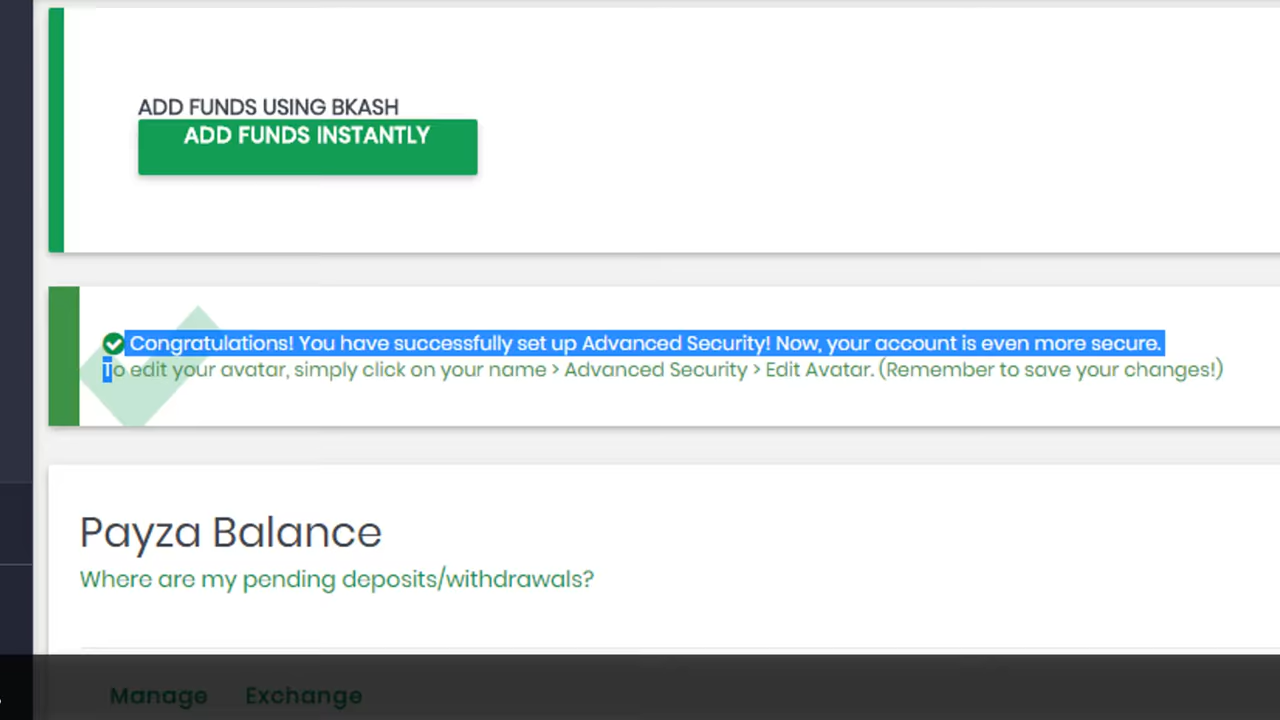 ADD FUNDS USING BKASH
ADD FUNDS INSTANTLY
Congratulations! You have successfully set up Advanced Security! Now, your account is even more secure.
To edit your avatar, simply click on your name > Advanced Security > Edit Avatar. (Remember to save your changes!)
Payza Balance
Where are my pending deposits/withdrawals?
Manage Exchange